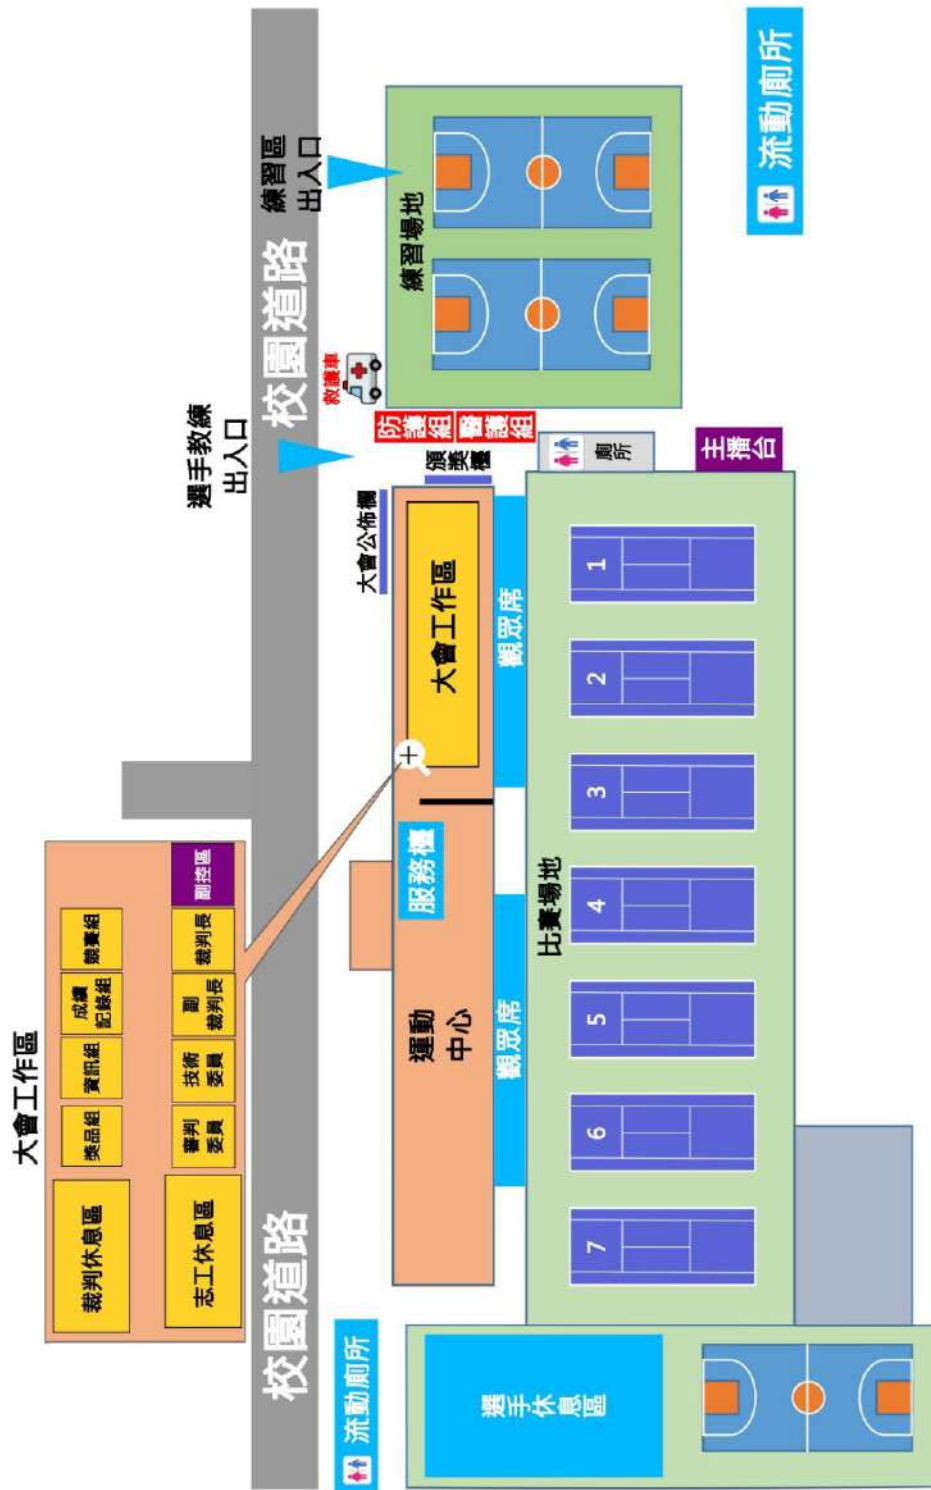 大會工作區
裁判休息區
獎品組
資訊組
成績
記錄組
競賽組
志工休息區
審判
委員
技術
委員
副
裁判長
裁判長
副控區
選手教練
出入口
練習區
出入口
校園道路
校園道路
流動廁所
救護車
大會公佈欄
頒獎檯
防護組
醫護組
練習場地
運動
中心
服務檯
大會工作區
觀眾席
觀眾席
廁所
主播台
流動廁所
選手休息區
比賽場地
7
6
5
4
3
2
1